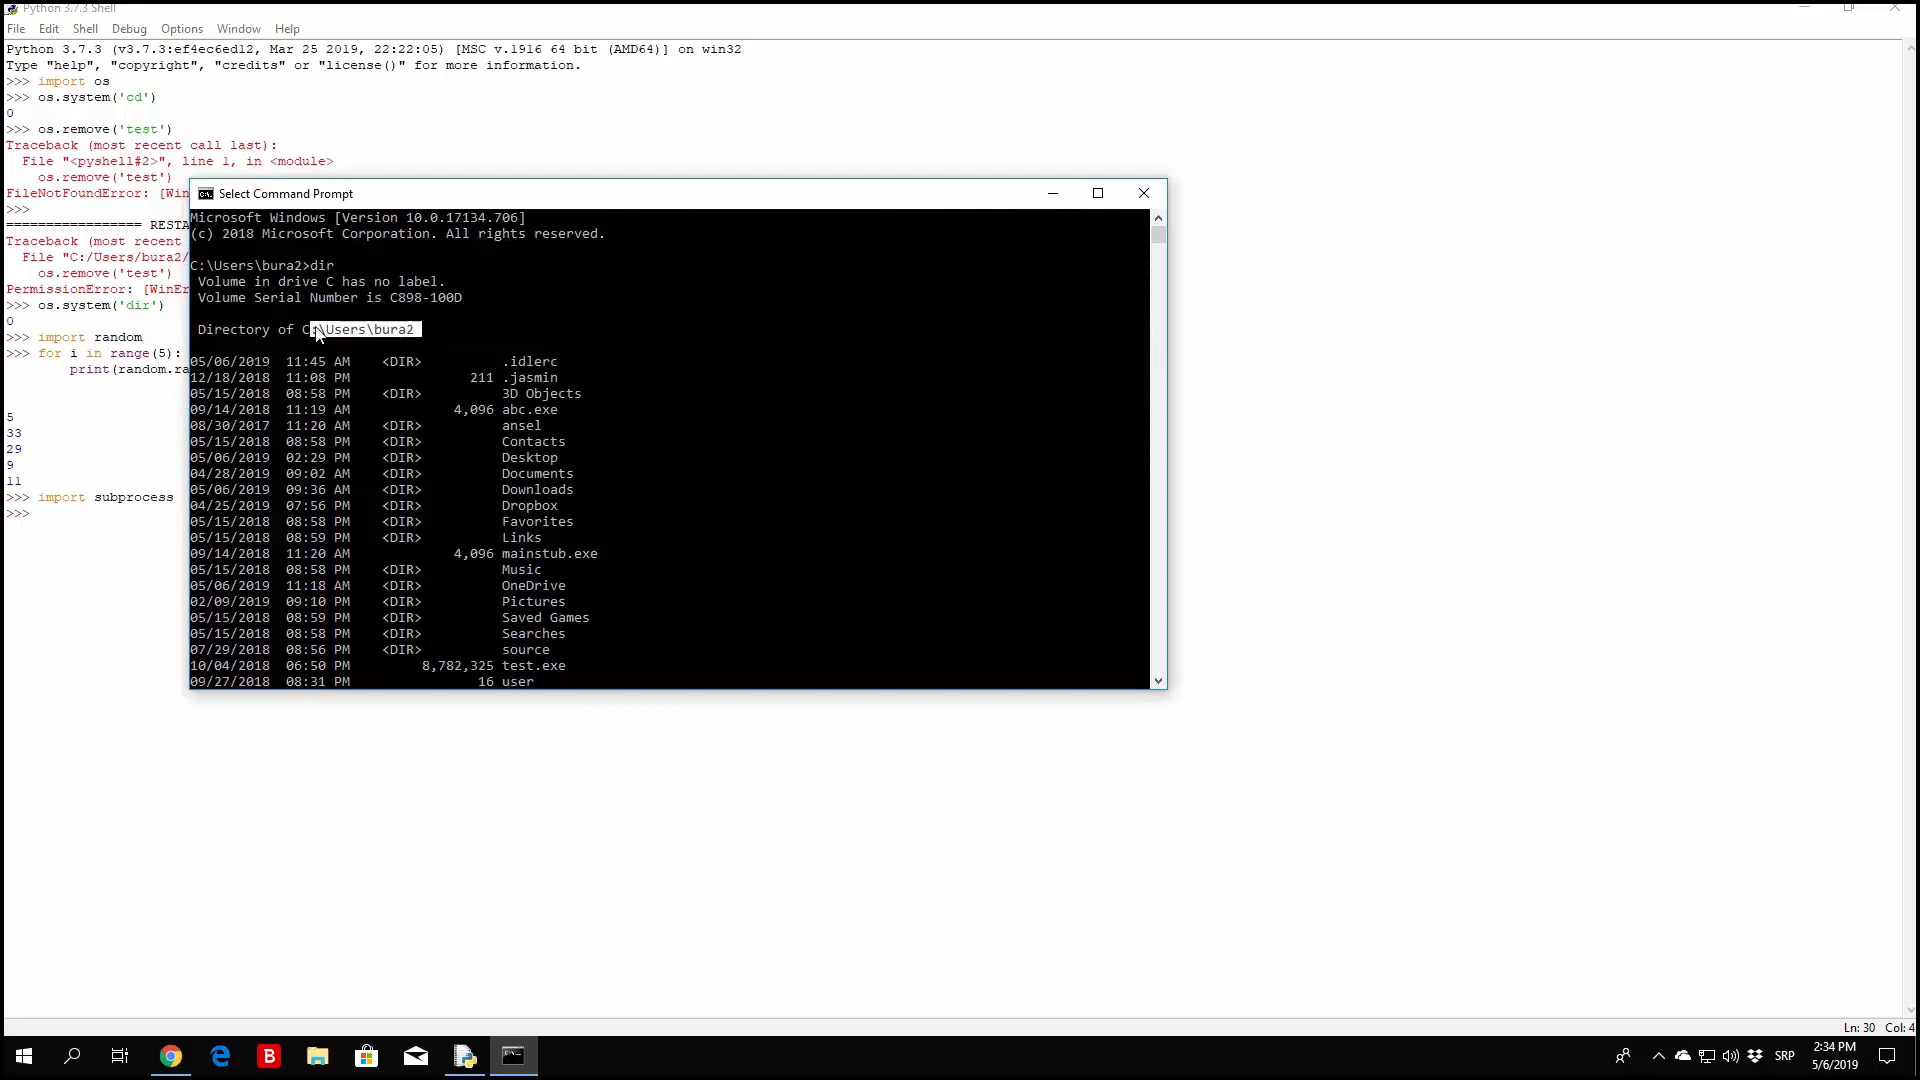 Python 3.7.3 Shell
File Edit Shell Debug Options Window Help
Python 3.7.3 (v3.7.3:ef4ec6ed12, Mar 25 2019, 22:22:05) [MSC v.1916 64 bit (AMD64)] on win32
Type "help", "copyright", "credits" or "license()" for more information.
>>> import os
>>> os.system('cd')
0
>>> os.remove('test')
Traceback (most recent call last):
  File "<pyshell#2>", line 1, in <module>
    os.remove('test')
FileNotFoundError: [Win
>>>
================= RESTA
Traceback (most recent
  File "C:/Users/bura2/
    os.remove('test')
PermissionError: [WinEr
>>> os.system('dir')
0
>>> import random
>>> for i in range(5):
        print(random.ra
5
33
29
9
11
>>> import subprocess
>>>
Select Command Prompt
Microsoft Windows [Version 10.0.17134.706]
(c) 2018 Microsoft Corporation. All rights reserved.
C:\Users\bura2>dir
 Volume in drive C has no label.
 Volume Serial Number is C898-100D
 Directory of C:\Users\bura2
05/06/2019  11:45 AM    <DIR>          .idlerc
12/18/2018  11:08 PM               211 .jasmin
05/15/2018  08:58 PM    <DIR>          3D Objects
09/14/2018  11:19 AM             4,096 abc.exe
08/30/2017  11:20 AM    <DIR>          ansel
05/15/2018  08:58 PM    <DIR>          Contacts
05/06/2019  02:29 PM    <DIR>          Desktop
04/28/2019  09:02 AM    <DIR>          Documents
05/06/2019  09:36 AM    <DIR>          Downloads
04/25/2019  07:56 PM    <DIR>          Dropbox
05/15/2018  08:58 PM    <DIR>          Favorites
05/15/2018  08:59 PM    <DIR>          Links
09/14/2018  11:20 AM             4,096 mainstub.exe
05/15/2018  08:58 PM    <DIR>          Music
05/06/2019  11:18 AM    <DIR>          OneDrive
02/09/2019  09:10 PM    <DIR>          Pictures
05/15/2018  08:59 PM    <DIR>          Saved Games
05/15/2018  08:58 PM    <DIR>          Searches
07/29/2018  08:56 PM    <DIR>          source
10/04/2018  06:50 PM         8,782,325 test.exe
09/27/2018  08:31 PM                16 user
Ln: 30 Col: 4
B
SRP
2:34 PM
5/6/2019